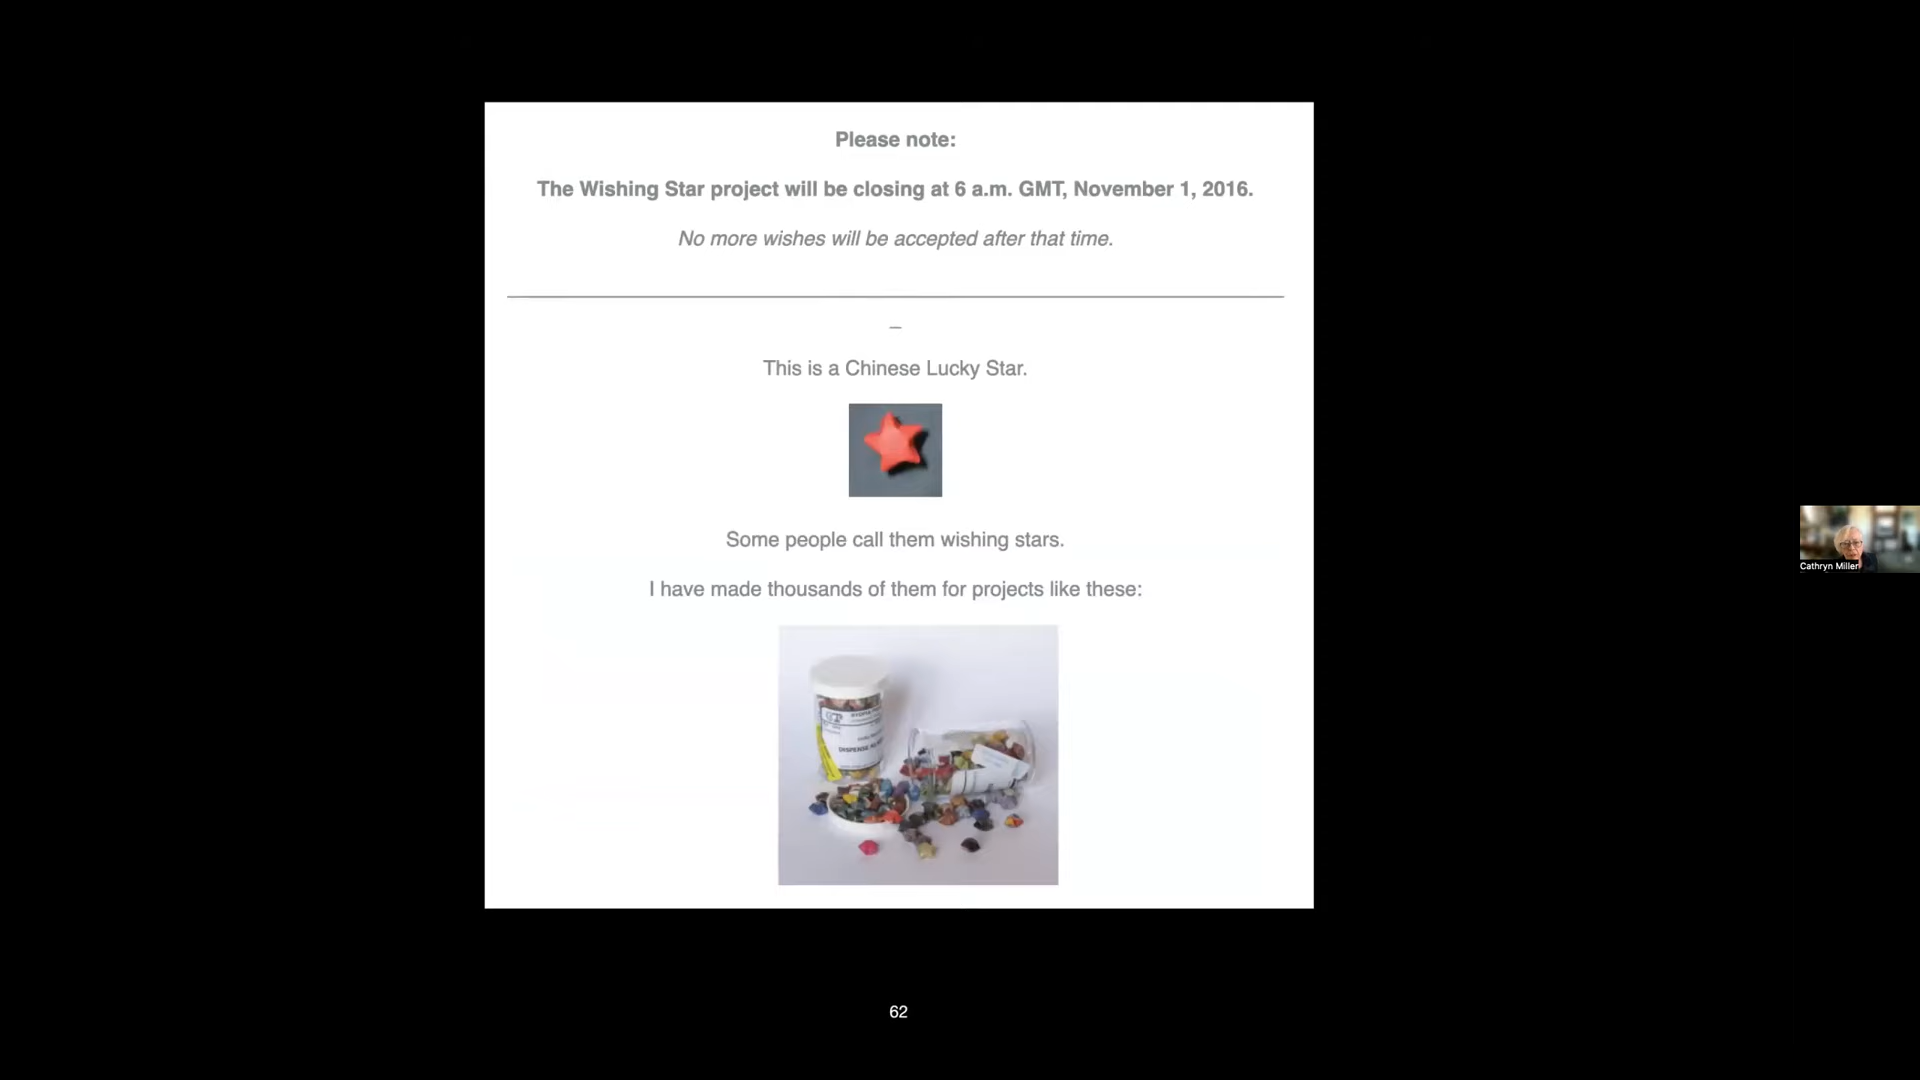 Please note:
The Wishing Star project will be closing at 6 a.m. GMT, November 1, 2016.
No more wishes will be accepted after that time.
This is a Chinese Lucky Star.
Some people call them wishing stars.
I have made thousands of them for projects like these:
DISPENSE
Cathryn Miller
62